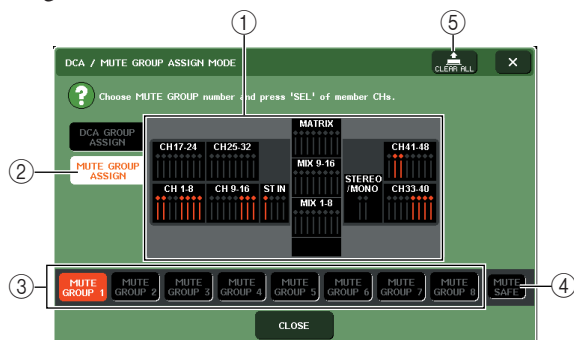 1
5
DCA / MUTE GROUP ASSIGN MODE
CLEAR ALL
×
? Choose MUTE GROUP number and press 'SEL' of member CHs.
DCA GROUP
ASSIGN
2
MUTE GROUP
ASSIGN
MATRIX
CH17-24 CH25-32
CH41-48
MIX 9-16
STEREO
/MONO
CH 1-8 CH 9-16 ST IN
CH33-40
MIX 1-8
3
MUTE
GROUP 1
MUTE
GROUP 2
MUTE
GROUP 3
MUTE
GROUP 4
MUTE
GROUP 5
MUTE
GROUP 6
MUTE
GROUP 7
MUTE
GROUP 8
MUTE
SAFE
4
CLOSE